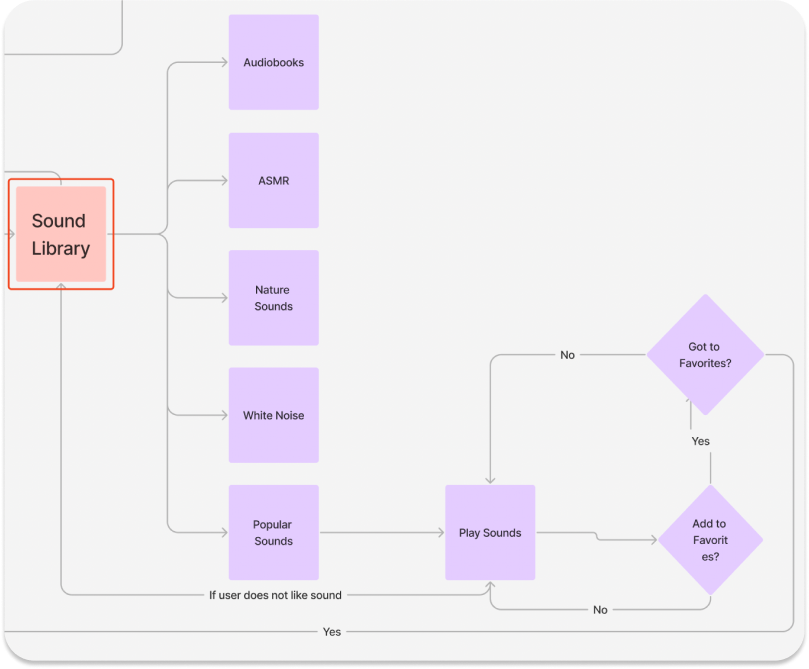 Audiobooks
ASMR
Sound
Library
Nature
Sounds
No
Got to
Favorites?
White Noise
Yes
Popular
Sounds
Play Sounds
Add to
Favorit
es?
If user does not like sound
No
Yes